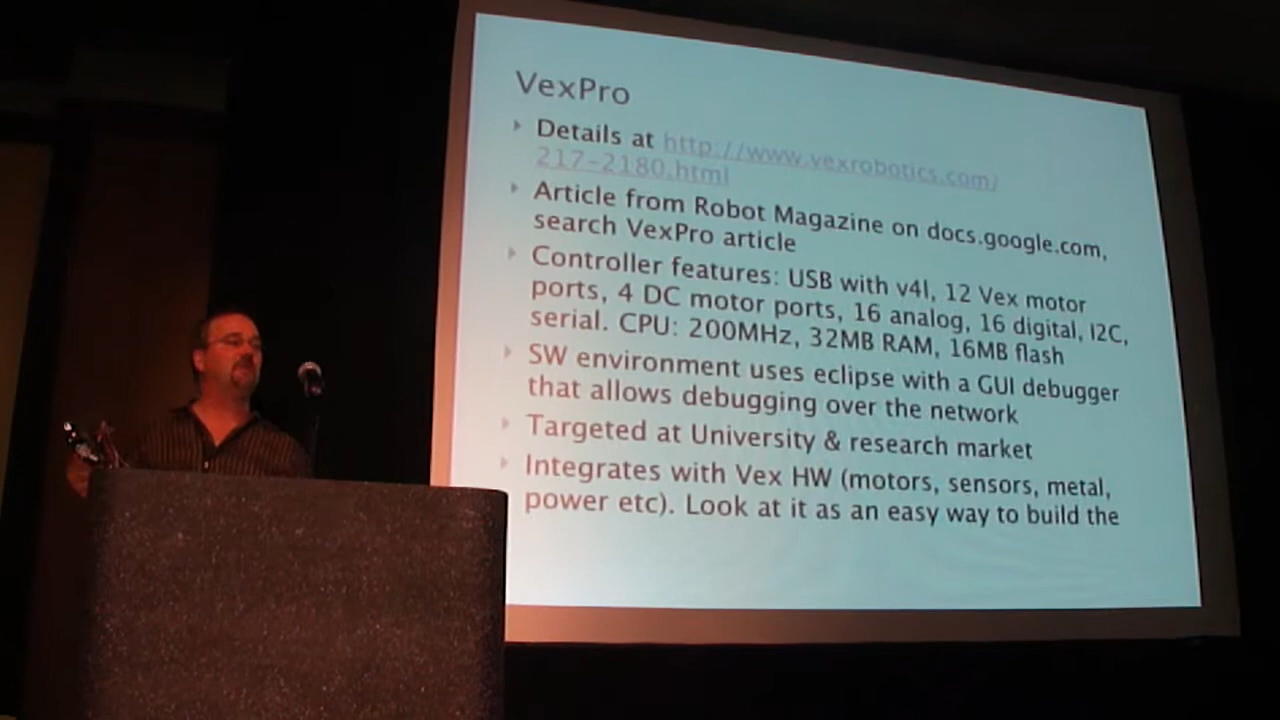 VexPro
Details at http://www.vexrobotics.com/
217-2180.html
Article from Robot Magazine on docs.google.com,
search VexPro article
Controller features: USB with v4l, 12 Vex motor
ports, 4 DC motor ports, 16 analog, 16 digital, I2C,
serial. CPU: 200MHz, 32MB RAM, 16MB flash
SW environment uses eclipse with a GUI debugger
that allows debugging over the network
Targeted at University & research market
Integrates with Vex HW (motors, sensors, metal,
power etc). Look at it as an easy way to build the